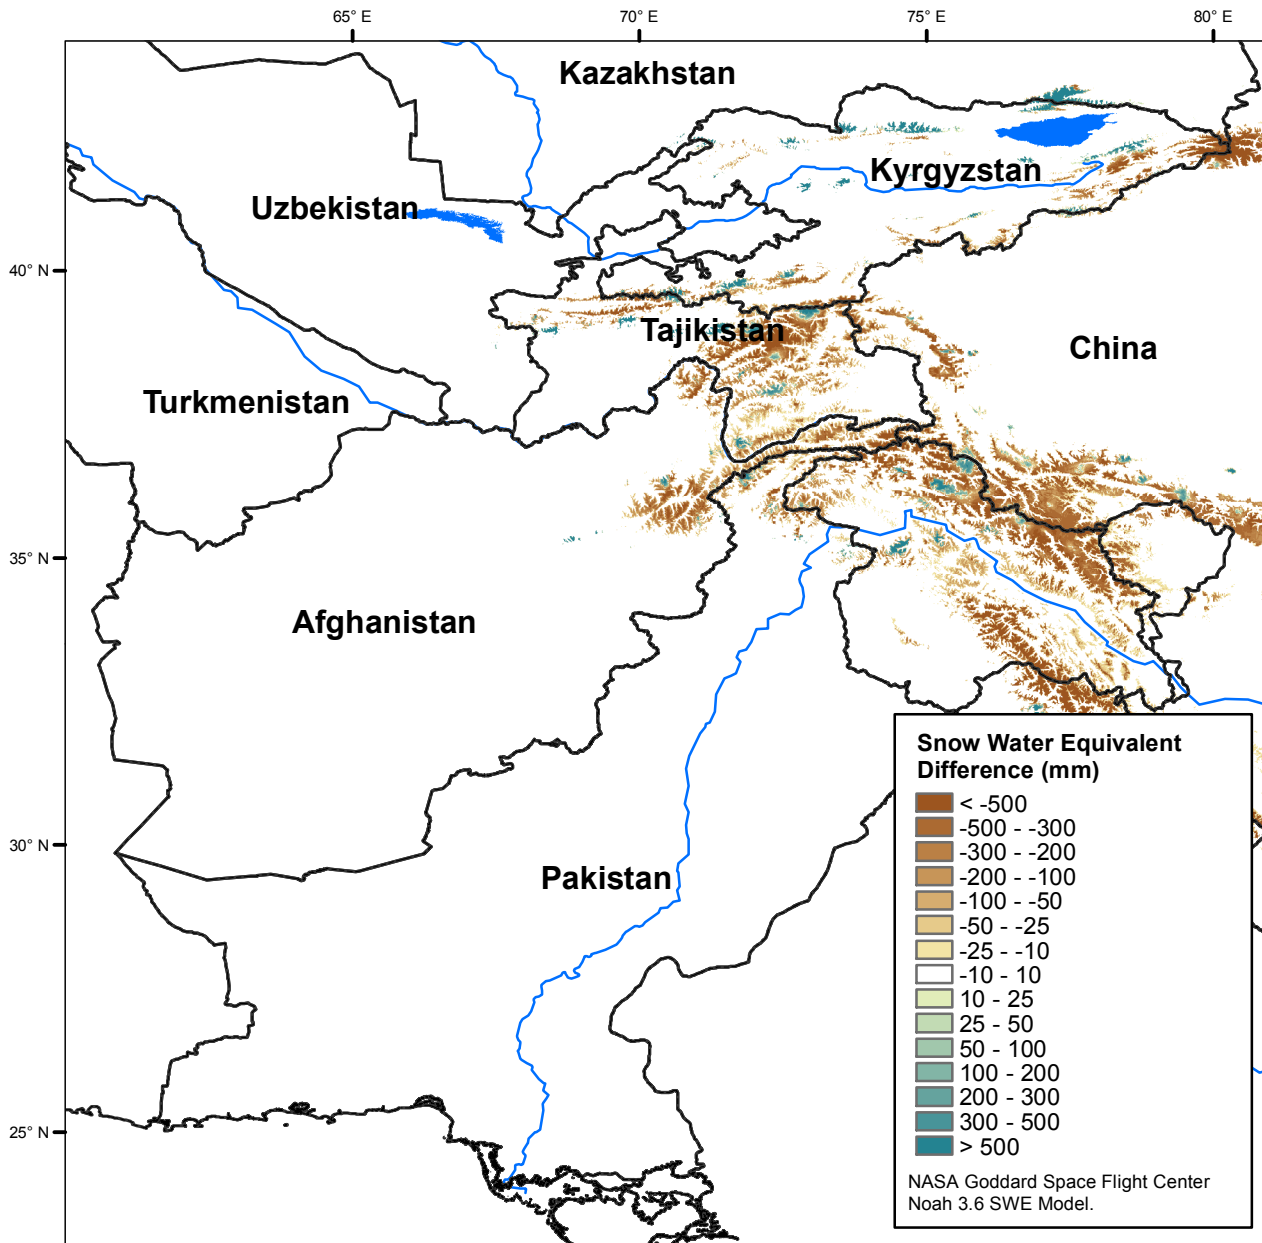 65° E
70° E
75° E
80° E
Kazakhstan
Kyrgyzstan
Uzbekistan
40° N
Tajikistan
China
Turkmenistan
35° N
Afghanistan
30° N
Pakistan
25° N
Snow Water Equivalent
Difference (mm)
< -500
-500 - -300
-300 - -200
-200 - -100
-100 - -50
-50 - -25
-25 - -10
-10 - 10
10 - 25
25 - 50
50 - 100
100 - 200
200 - 300
300 - 500
> 500
NASA Goddard Space Flight Center
Noah 3.6 SWE Model.